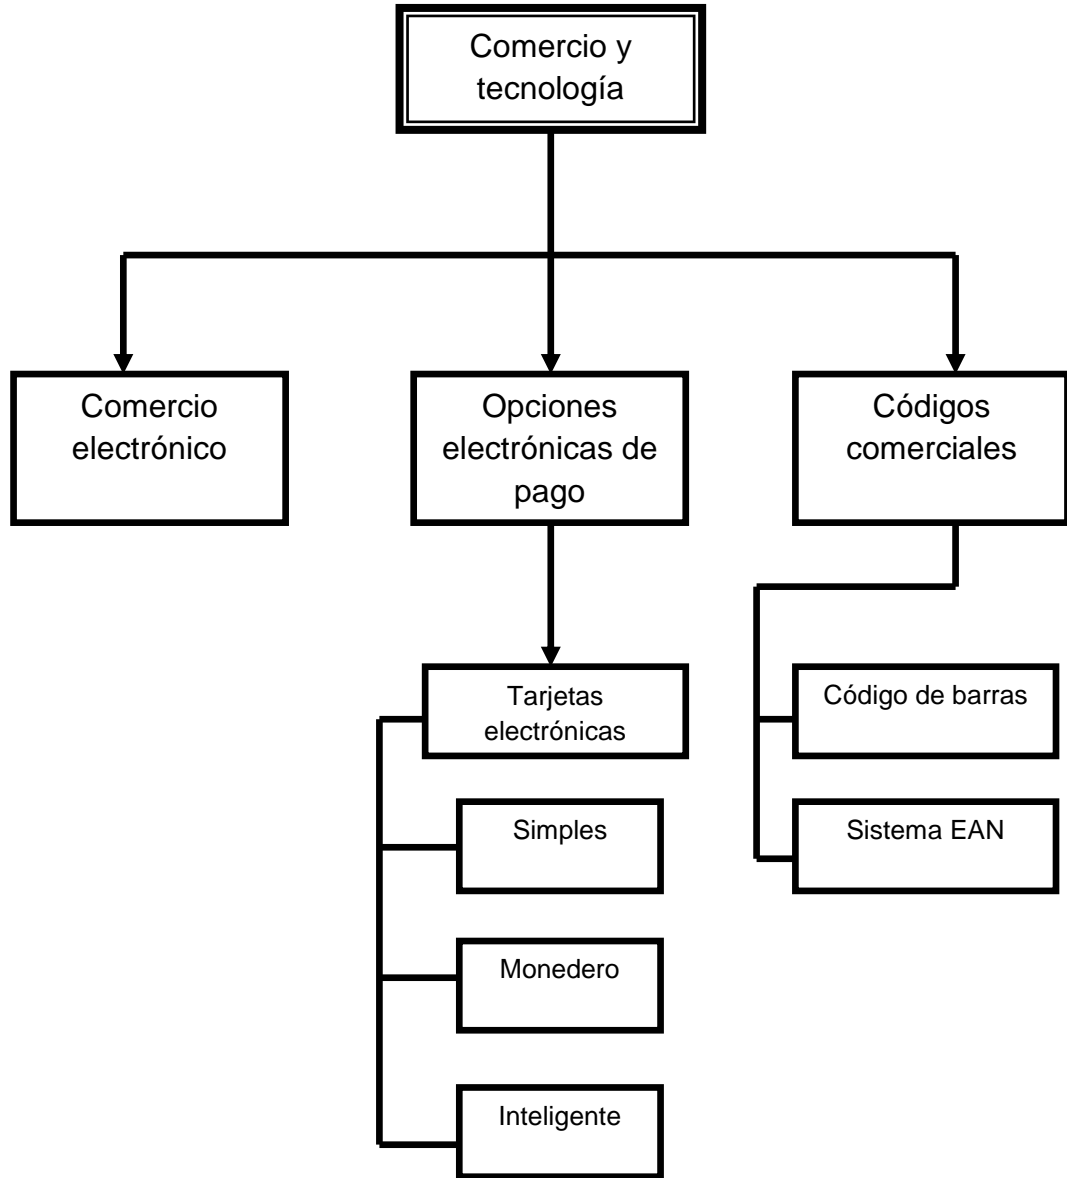 Comercio y
tecnología
Comercio
electrónico
Opciones
electrónicas de
pago
Códigos
comerciales
Tarjetas
electrónicas
Simples
Monedero
Inteligente
Código de barras
Sistema EAN